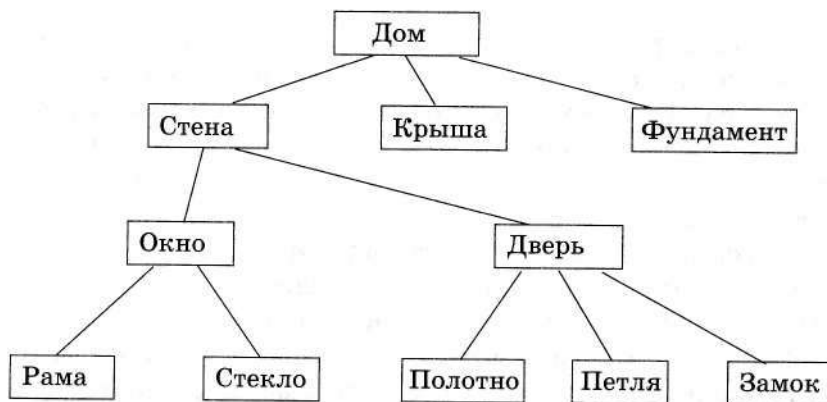 Дом
Стена
Крыша
Фундамент
Окно
Дверь
Рама
Стекло
Полотно
Петля
Замок